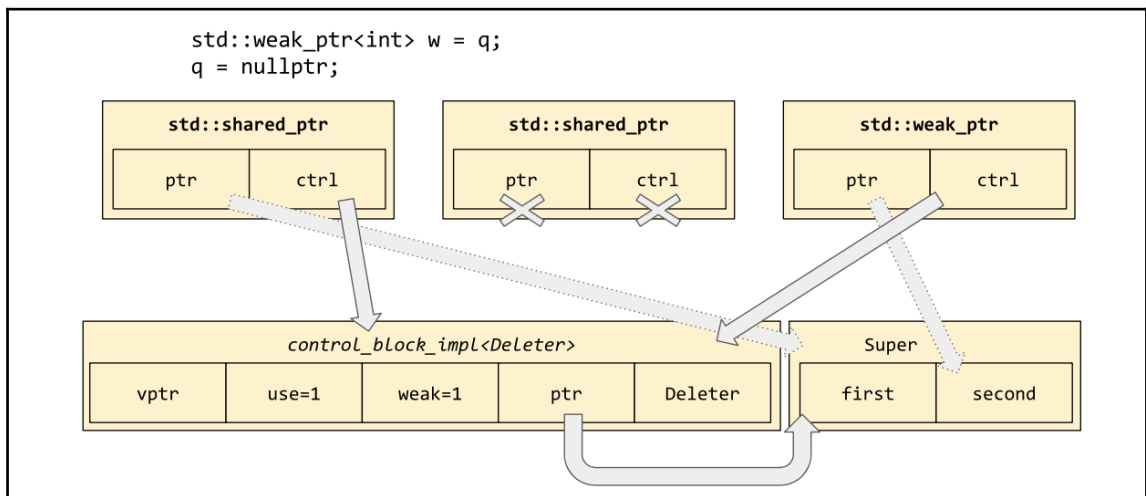 std::weak_ptr<int> w = q;
q = nullptr;
std::shared_ptr std::shared_ptr std::weak_ptr
ptr ctrl ptr ctrl ptr ctrl
control_block_impl<Deleter> Super
vptr use=1 weak=1 ptr Deleter first second